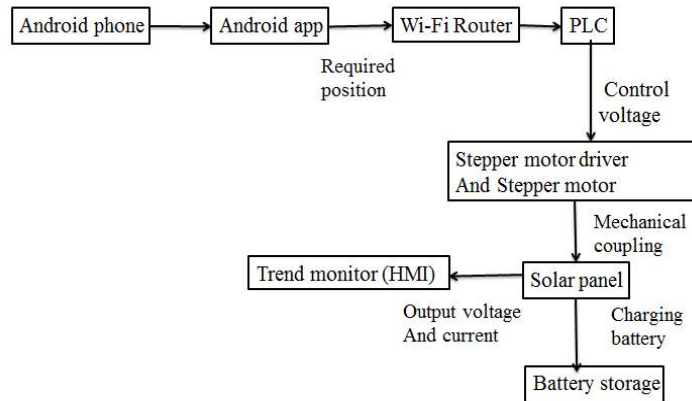 Android phone
Android app
Wi-Fi Router
PLC
Required
position
Control
voltage
Stepper motor driver
And Stepper motor
Mechanical
coupling
Trend monitor (HMI)
Solar panel
Output voltage
And current
Charging
battery
Battery storage